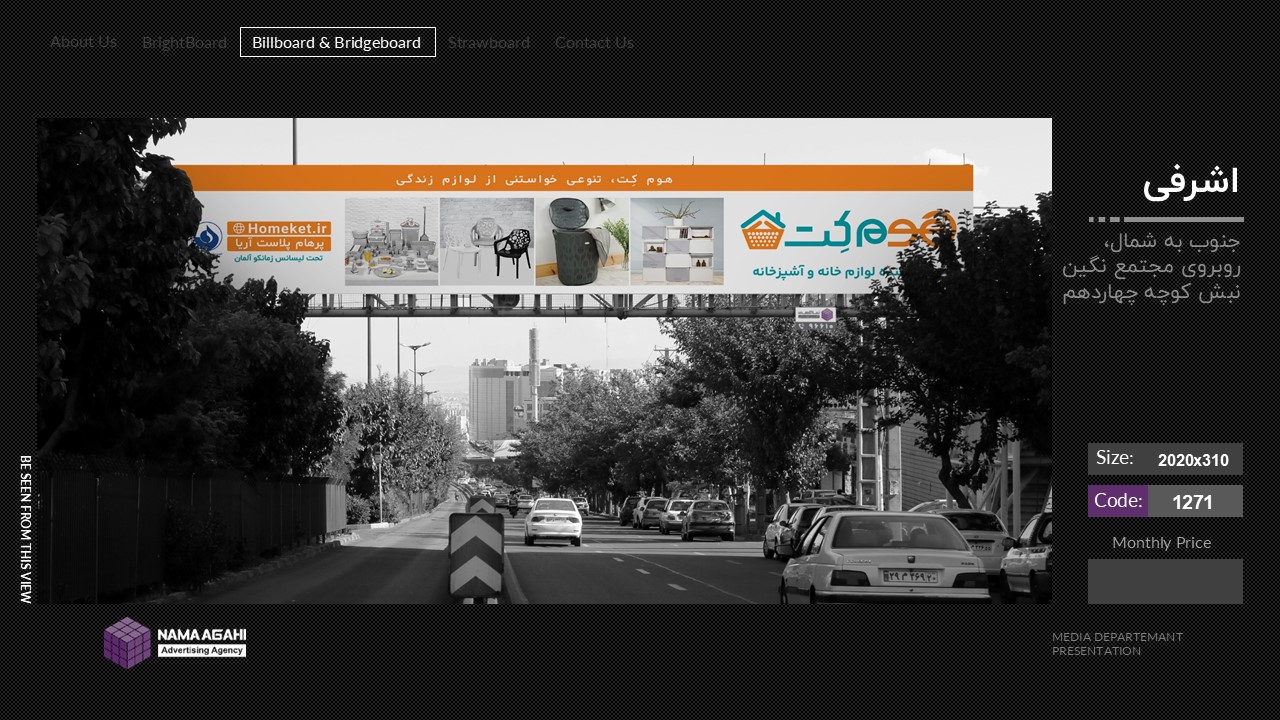 About Us
BrightBoard
Billboard & Bridgeboard
Strawboard
Contact Us
هوم کِت، تنوعی خواستنی از لوازم زندگی
هوم کِت
لوازم خانه و آشپزخانه
Homeket.ir
پرهام پلاست آریا
تحت لیسانس زمانکو آلمان
اشرفی
جنوب به شمال،
روبروی مجتمع نگین
نبش کوچه چهاردهم
Size: 2020x310
Code: 1271
Monthly Price
BE SEEN FROM THIS VIEW
NAMA AGAHI
Advertising Agency
MEDIA DEPARTEMANT
PRESENTATION